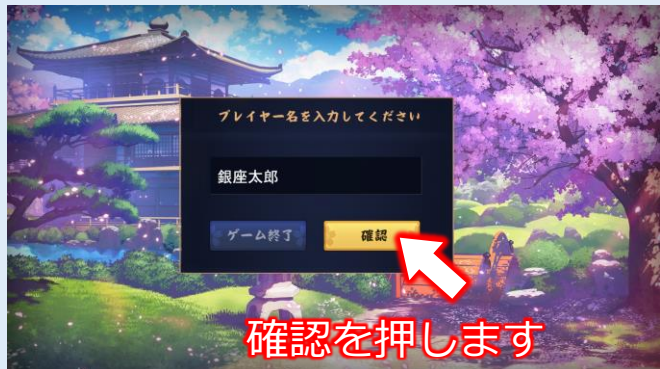 プレイヤー名を入力してください
銀座太郎
ゲーム終了
確認
確認を押します